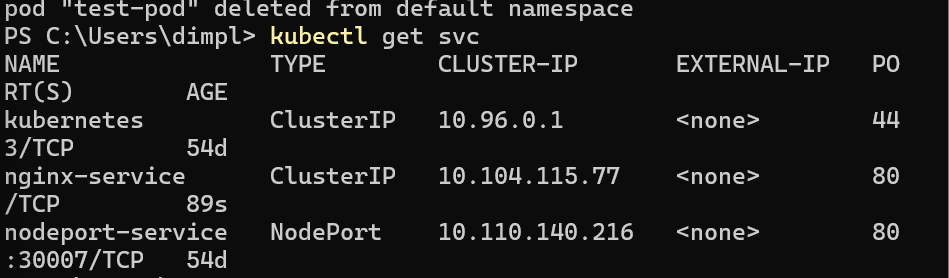 pod "test-pod" deleted from default namespace
PS C:\Users\dimpl> kubectl get svc
NAME                TYPE        CLUSTER-IP       EXTERNAL-IP   PO
RT(S)        AGE
kubernetes          ClusterIP   10.96.0.1        <none>        44
3/TCP        54d
nginx-service       ClusterIP   10.104.115.77    <none>        80
/TCP         89s
nodeport-service    NodePort    10.110.140.216   <none>        80
:30007/TCP   54d